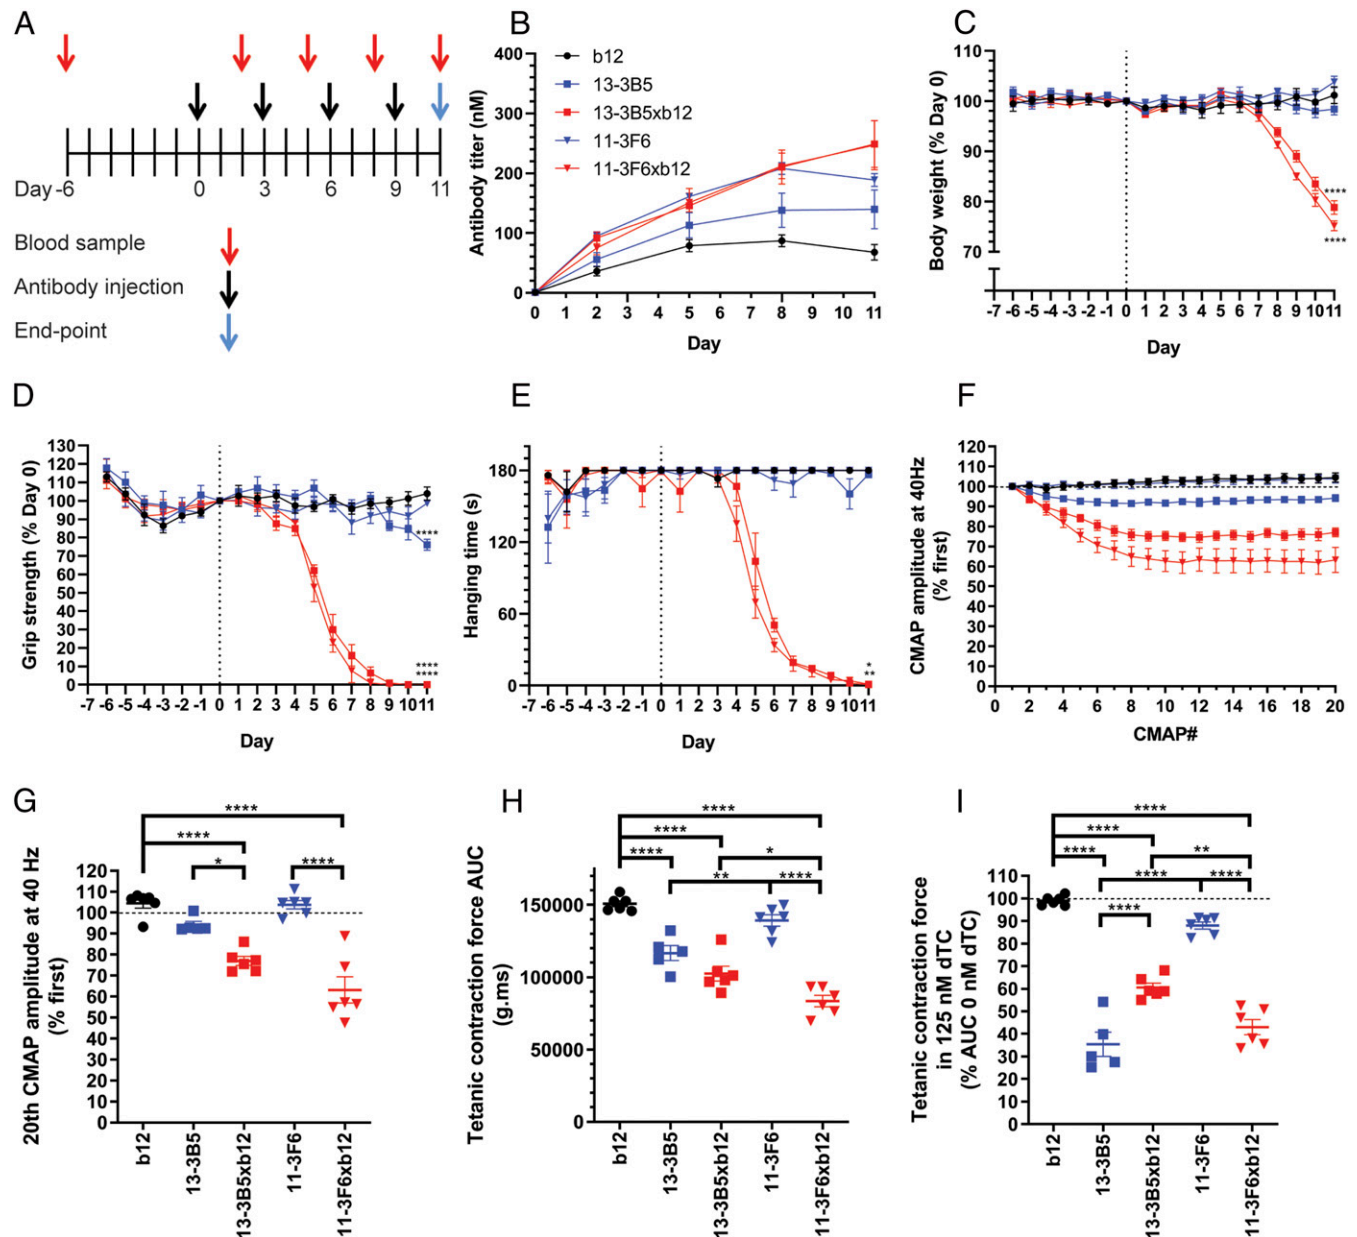 A
Day -6 0 3 6 9 11
Blood sample
Antibody injection
End-point
B
Antibody titer (nM)
400
300
200
100
0
b12
13-3B5
13-3B5xb12
11-3F6
11-3F6xb12
0 1 2 3 4 5 6 7 8 9 10 11
Day
C
Body weight (% Day 0)
110
100
90
80
70
****
****
-7 -6 -5 -4 -3 -2 -1 0 1 2 3 4 5 6 7 8 9 10 11
Day
D
Grip strength (% Day 0)
130
120
110
100
90
80
70
60
50
40
30
20
10
0
****
****
****
-7 -6 -5 -4 -3 -2 -1 0 1 2 3 4 5 6 7 8 9 10 11
Day
E
Hanging time (s)
180
120
60
0
*
**
-7 -6 -5 -4 -3 -2 -1 0 1 2 3 4 5 6 7 8 9 10 11
Day
F
CMAP amplitude at 40Hz
(% first)
120
110
100
90
80
70
60
50
40
30
20
10
0
0 2 4 6 8 10 12 14 16 18 20
CMAP#
G
20th CMAP amplitude at 40 Hz
(% first)
120
110
100
90
80
70
60
50
40
30
20
10
0
****
****
* ****
b12
13-3B5
13-3B5xb12
11-3F6
11-3F6xb12
H
Tetanic contraction force AUC
(g.ms)
150000
100000
50000
0
****
****
**** *
** ****
b12
13-3B5
13-3B5xb12
11-3F6
11-3F6xb12
I
Tetanic contraction force
in 125 nM dTC
(% AUC 0 nM dTC)
110
100
90
80
70
60
50
40
30
20
10
0
****
****
**** **
**** ****
****
b12
13-3B5
13-3B5xb12
11-3F6
11-3F6xb12